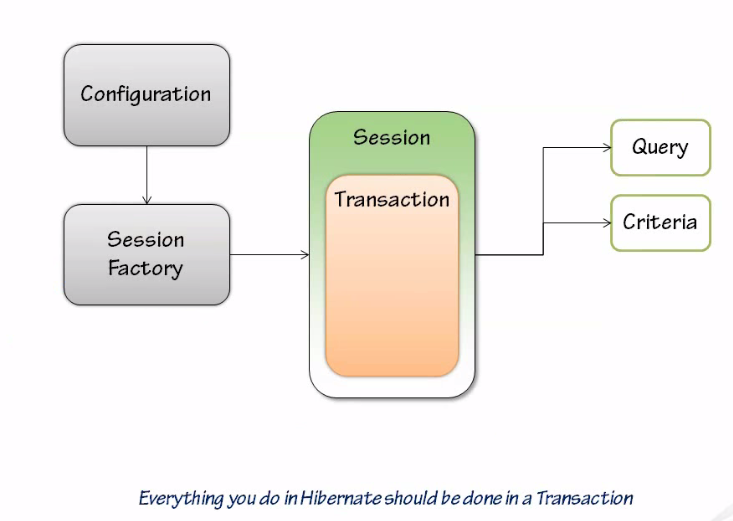 Configuration
Session
Factory
Session
Transaction
Query
Criteria
Everything you do in Hibernate should be done in a Transaction